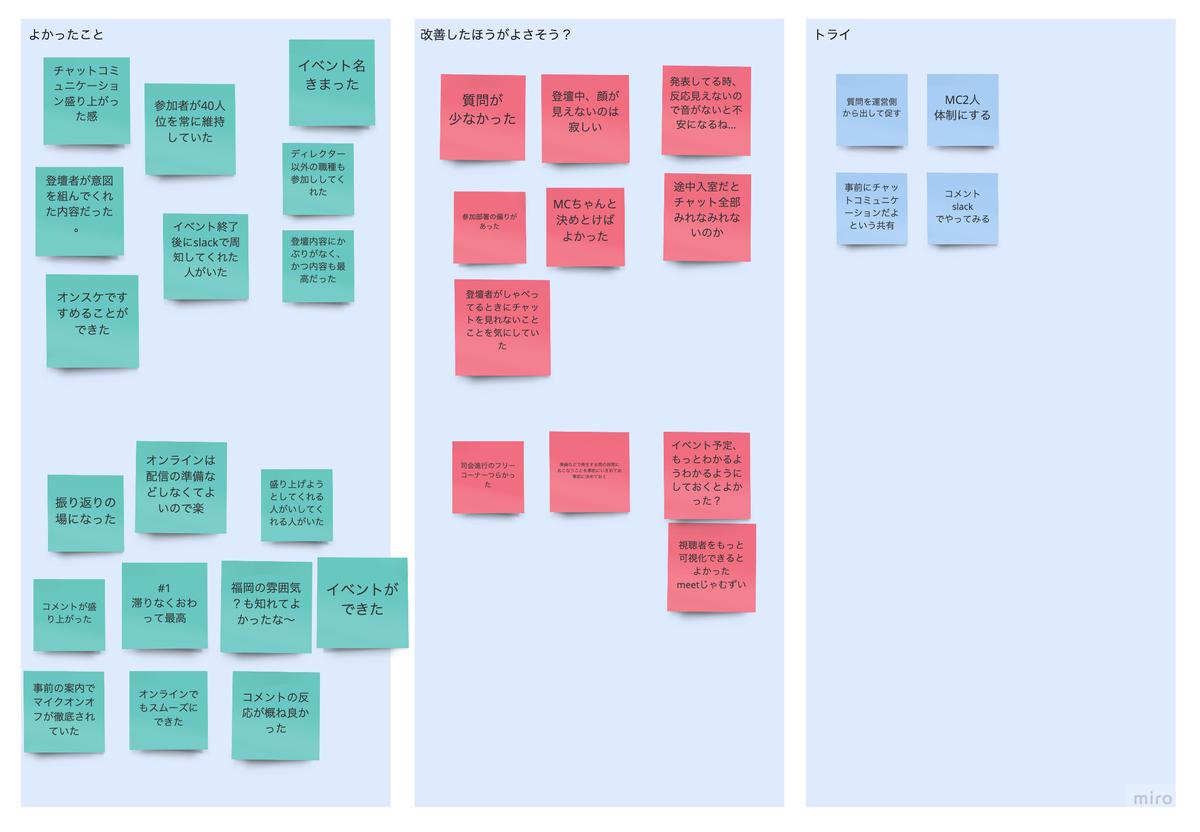 よかったこと
チャットコミ
ュニケーショ
ン盛り上がっ
た感
参加者が40人
位を常に維持
していた
イベント名
きまった
登壇者が意図
を組んでくれ
た内容だった
。
イベント終了
後にslackで周
知してくれた
人がいた
ディレクター
以外の職種も
参加ししてく
れた
登壇内容にか
ぶりがなく、
かつ内容も最
高だった
オンスケです
すめることが
できた
振り返りの
場になった
オンラインは
配信の準備な
どしなくてよ
いので楽
盛り上げよう
としてくれる
人がいしてく
れる人がいた
コメントが盛
り上がった
#1
滞りなくおわ
って最高
福岡の雰囲気
？も知れてよ
かったな〜
イベントが
できた
事前の案内で
マイクオンオ
フが徹底され
ていた
オンラインで
もスムーズに
できた
コメントの反
応が概ね良か
った
改善したほうがよさそう？
質問が
少なかった
登壇中、顔が
見えないのは
寂しい
発表してる時、
反応見えないの
で音がないと不
安になるね...
参加部署の偏りが
あった
MCちゃんと
決めとけば
よかった
途中入室だと
チャット全部
みれなみれな
いのか
登壇者がしゃべっ
てるときにチャッ
トを見れないこと
ことを気にしてい
た
司会進行のフリー
コーナーつらかっ
た
事前に決めておく
イベント予定、
もっとわかるよ
うわかるように
しておくとよか
った？
視聴者をもっと
可視化できると
よかった
meetじゃむずい
トライ
質問を運営側
から出して促す
MC2人
体制にする
事前にチャッ
トコミュニケ
ーションだよ
という共有
コメント
slack
でやってみる
miro